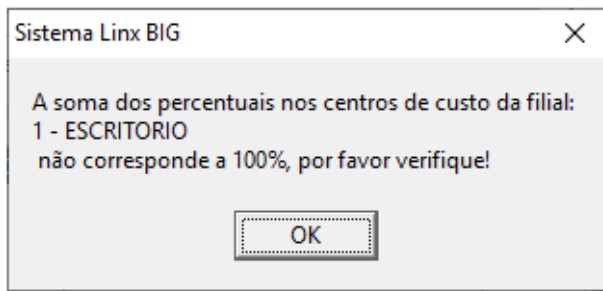 Sistema Linx BIG
A soma dos percentuais nos centros de custo da filial:
1 - ESCRITORIO
não corresponde a 100%, por favor verifique!
OK